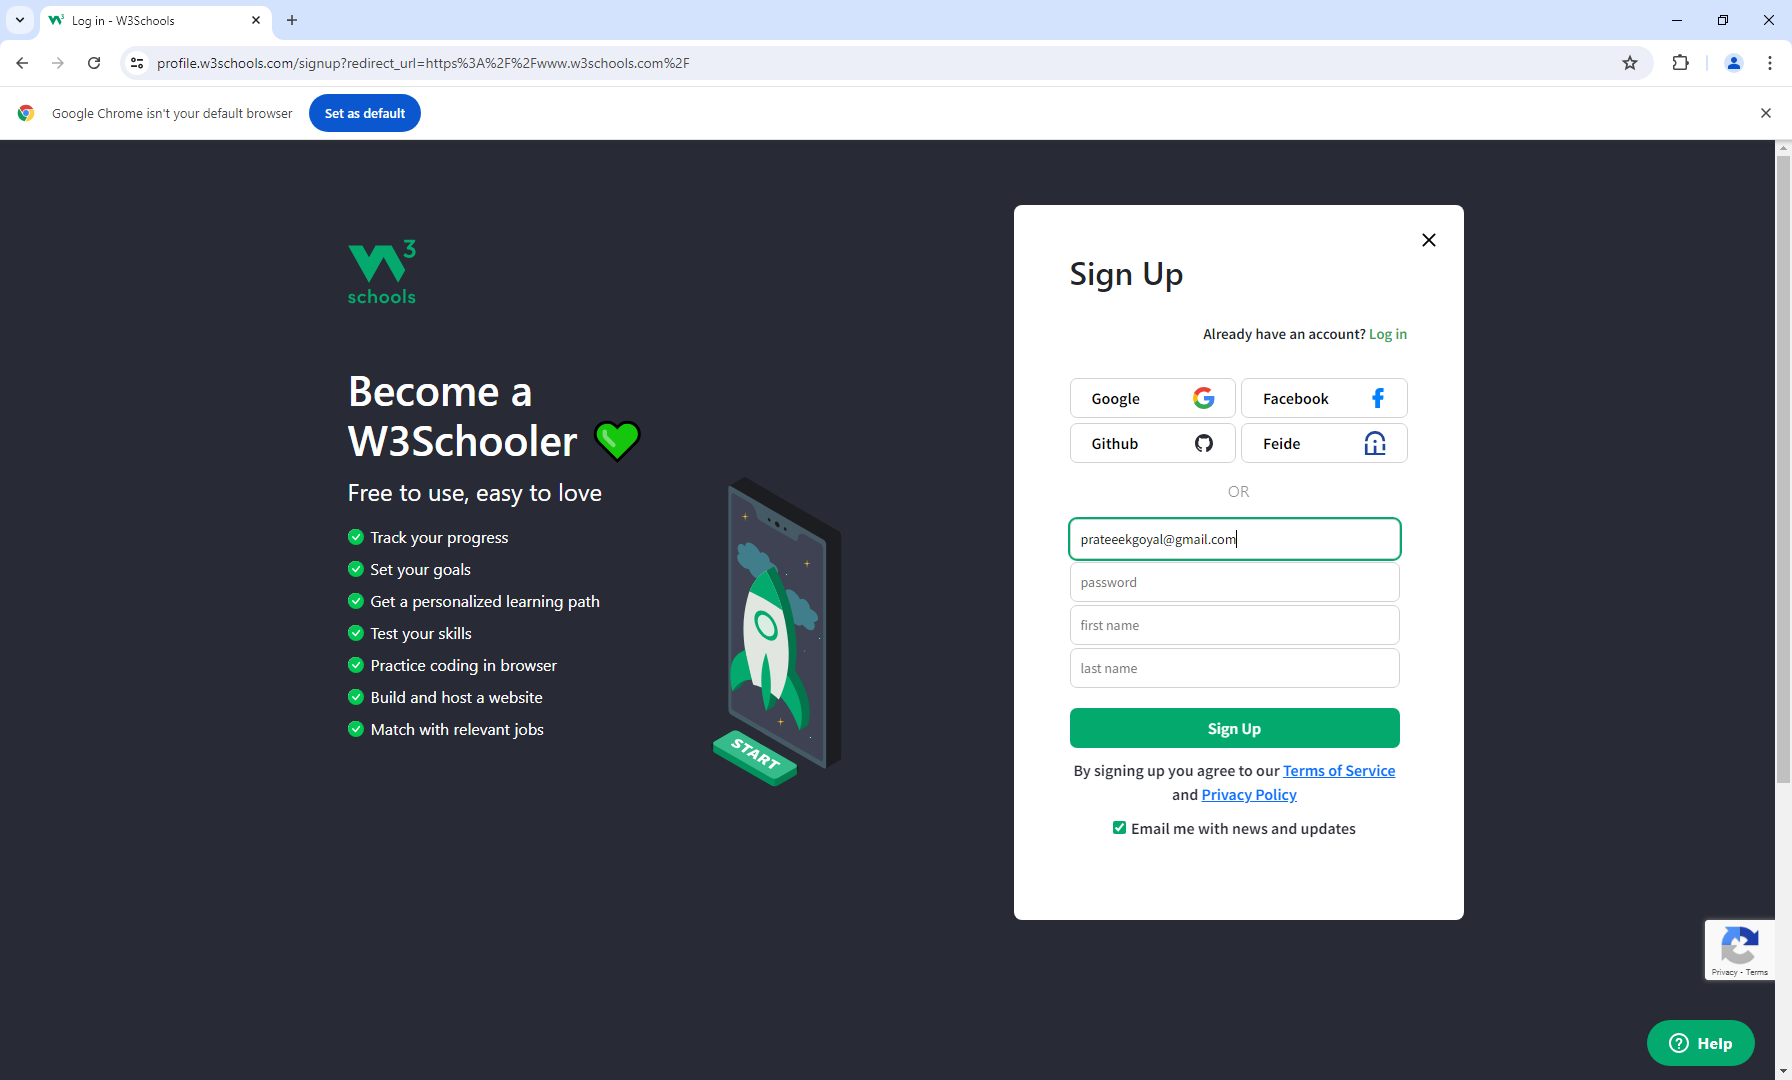 Log in - W3Schools
profile.w3schools.com/signup?redirect_url=https%3A%2F%2Fwww.w3schools.com%2F
Google Chrome isn't your default browser
Set as default
W3
schools
Become a
W3Schooler
Free to use, easy to love
Track your progress
Set your goals
Get a personalized learning path
Test your skills
Practice coding in browser
Build and host a website
Match with relevant jobs
START
Sign Up
Already have an account? Log in
Google
Facebook
Github
Feide
OR
prateeekgoyal@gmail.com
password
first name
last name
Sign Up
By signing up you agree to our Terms of Service
and Privacy Policy
Email me with news and updates
Privacy - Terms
Help